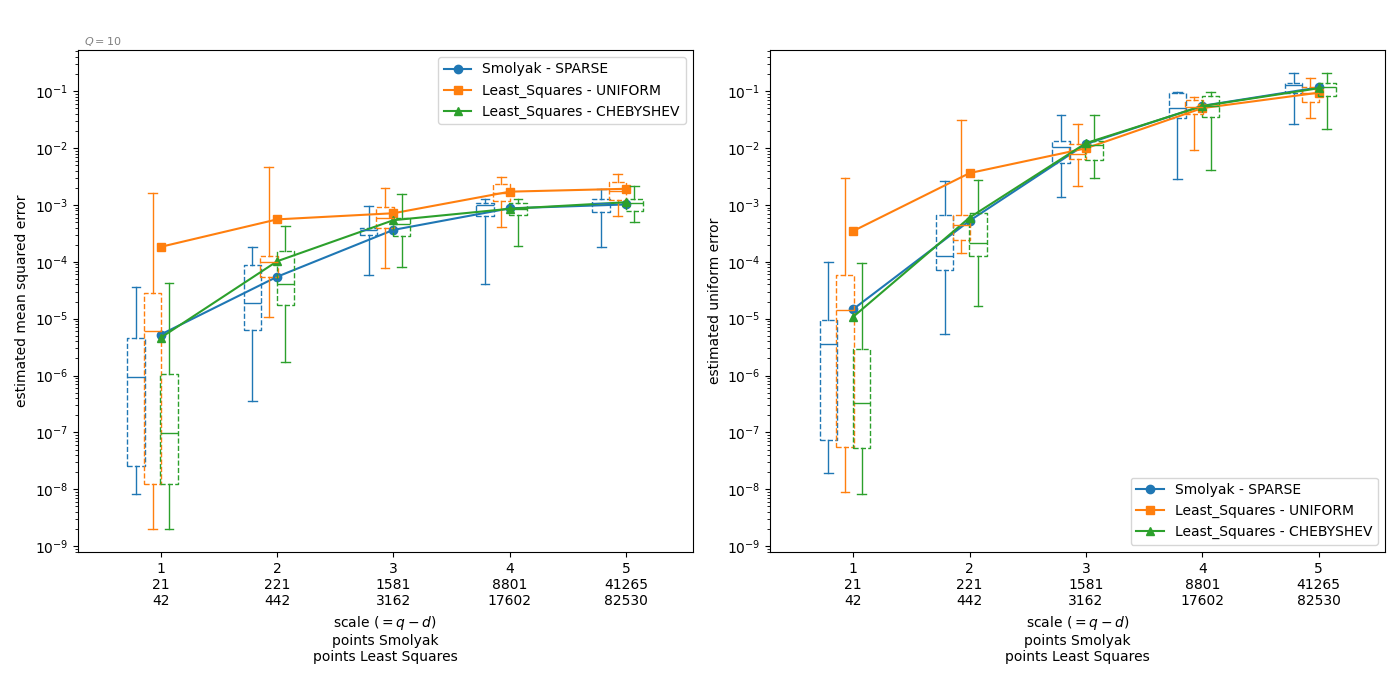 Q = 10
estimated mean squared error
10⁻¹
10⁻²
10⁻³
10⁻⁴
10⁻⁵
10⁻⁶
10⁻⁷
10⁻⁸
10⁻⁹
Smolyak - SPARSE
Least_Squares - UNIFORM
Least_Squares - CHEBYSHEV
1 2 3 4 5
21 221 1581 8801 41265
42 442 3162 17602 82530
scale (= q − d)
points Smolyak
points Least Squares
estimated uniform error
10⁻¹
10⁻²
10⁻³
10⁻⁴
10⁻⁵
10⁻⁶
10⁻⁷
10⁻⁸
10⁻⁹
Smolyak - SPARSE
Least_Squares - UNIFORM
Least_Squares - CHEBYSHEV
1 2 3 4 5
21 221 1581 8801 41265
42 442 3162 17602 82530
scale (= q − d)
points Smolyak
points Least Squares